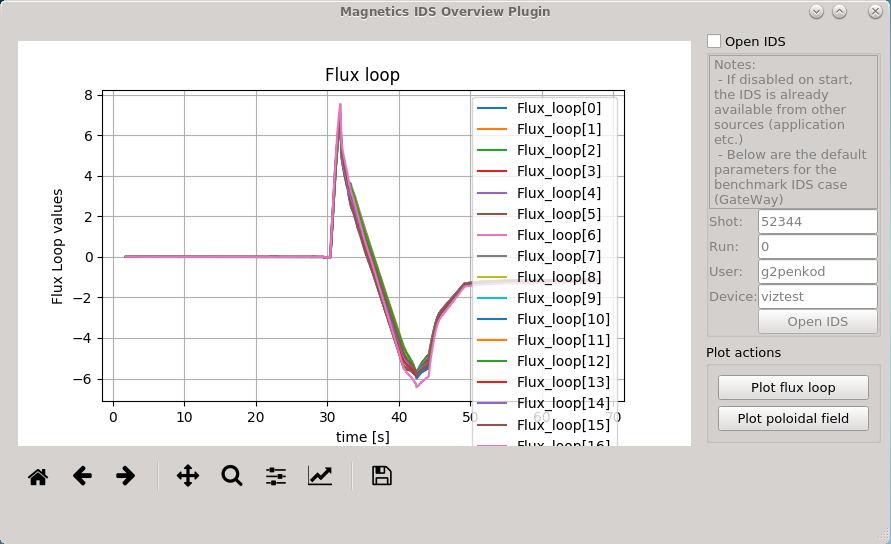 Magnetics IDS Overview Plugin
Flux loop
8
6
4
2
0
−2
−4
−6
Flux Loop values
0
10
20
30
40
50
60
70
time [s]
Flux_loop[0]
Flux_loop[1]
Flux_loop[2]
Flux_loop[3]
Flux_loop[4]
Flux_loop[5]
Flux_loop[6]
Flux_loop[7]
Flux_loop[8]
Flux_loop[9]
Flux_loop[10]
Flux_loop[11]
Flux_loop[12]
Flux_loop[13]
Flux_loop[14]
Flux_loop[15]
Flux_loop[16]
Open IDS
Notes:
- If disabled on start,
the IDS is already
available from other
sources (application
etc.)
- Below are the default
parameters for the
benchmark IDS case
(GateWay)
Shot: 52344
Run: 0
User: g2penkod
Device: viztest
Open IDS
Plot actions
Plot flux loop
Plot poloidal field